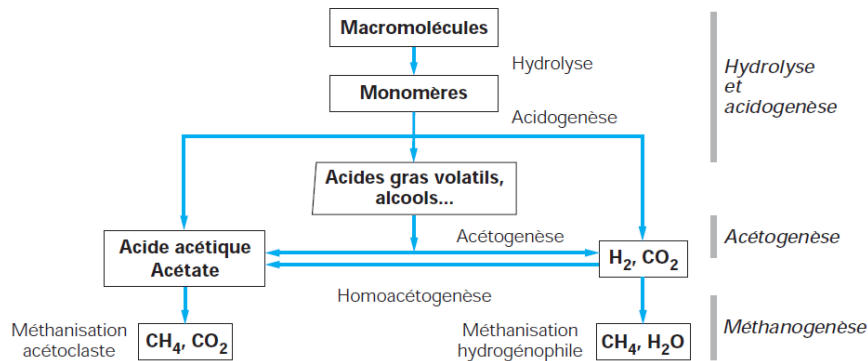 Macromolécules
Hydrolyse
Monomères
Acidogenèse
Hydrolyse
et
acidogenèse
Acides gras volatils,
alcools...
Acide acétique
Acétate
Acétogenèse
H₂, CO₂
Acétogenèse
Homoacétogenèse
Méthanisation
acétoclaste
CH₄, CO₂
Méthanisation
hydrogénophile
CH₄, H₂O
Méthanogenèse